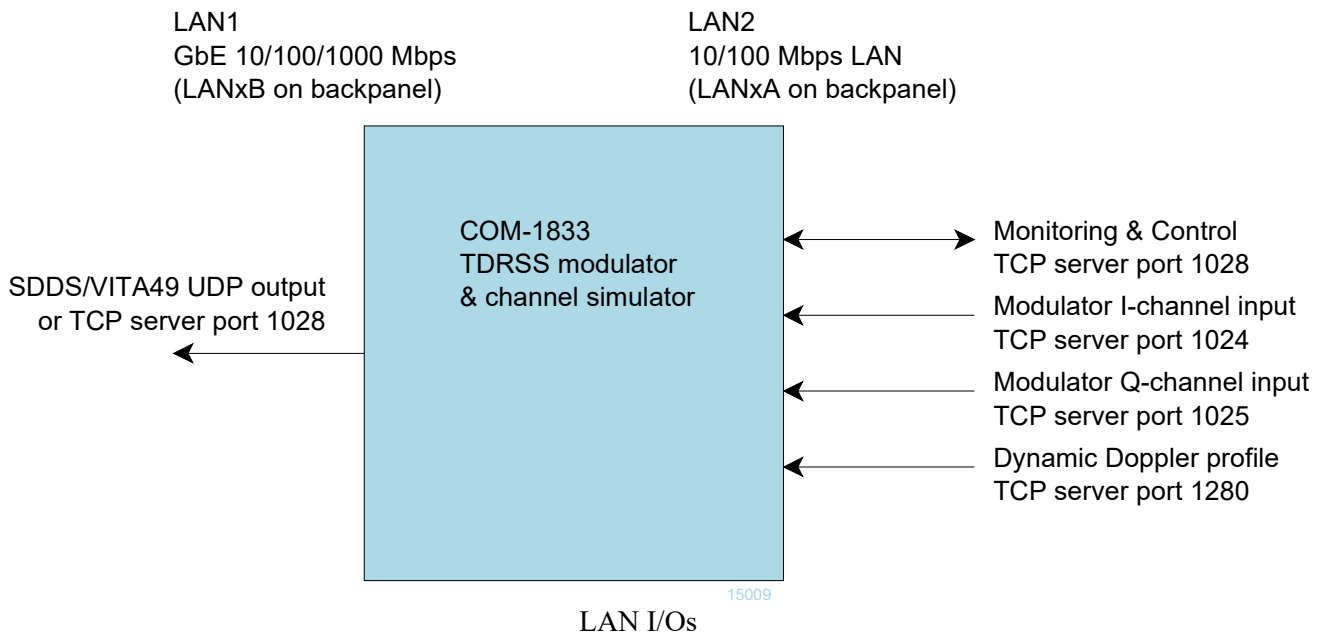 LAN1
GbE 10/100/1000 Mbps
(LANxB on backpanel)
LAN2
10/100 Mbps LAN
(LANxA on backpanel)
COM-1833
TDRSS modulator
& channel simulator
SDDS/VITA49 UDP output
or TCP server port 1028
Monitoring & Control
TCP server port 1028
Modulator I-channel input
TCP server port 1024
Modulator Q-channel input
TCP server port 1025
Dynamic Doppler profile
TCP server port 1280
15009
LAN I/Os